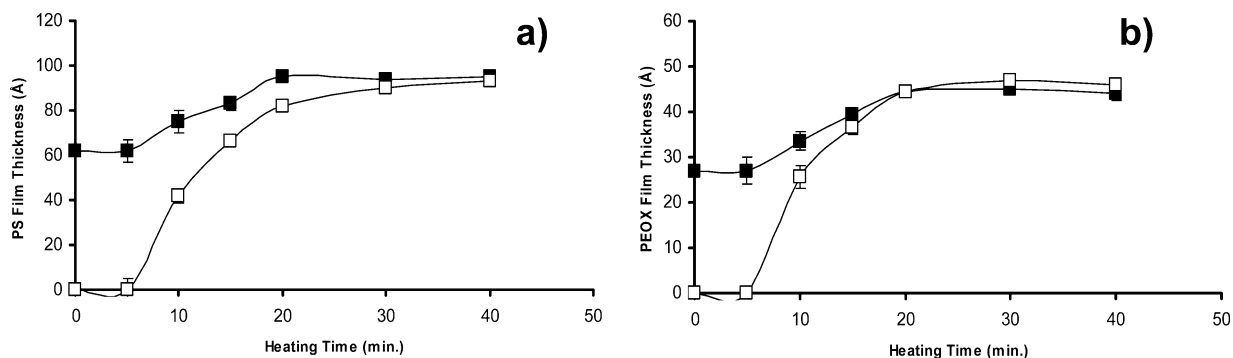 a)
PS Film Thickness (Å)
120
100
80
60
40
20
0
0 10 20 30 40 50
Heating Time (min.)
b)
PEOX Film Thickness (Å)
60
50
40
30
20
10
0
0 10 20 30 40 50
Heating Time (min.)